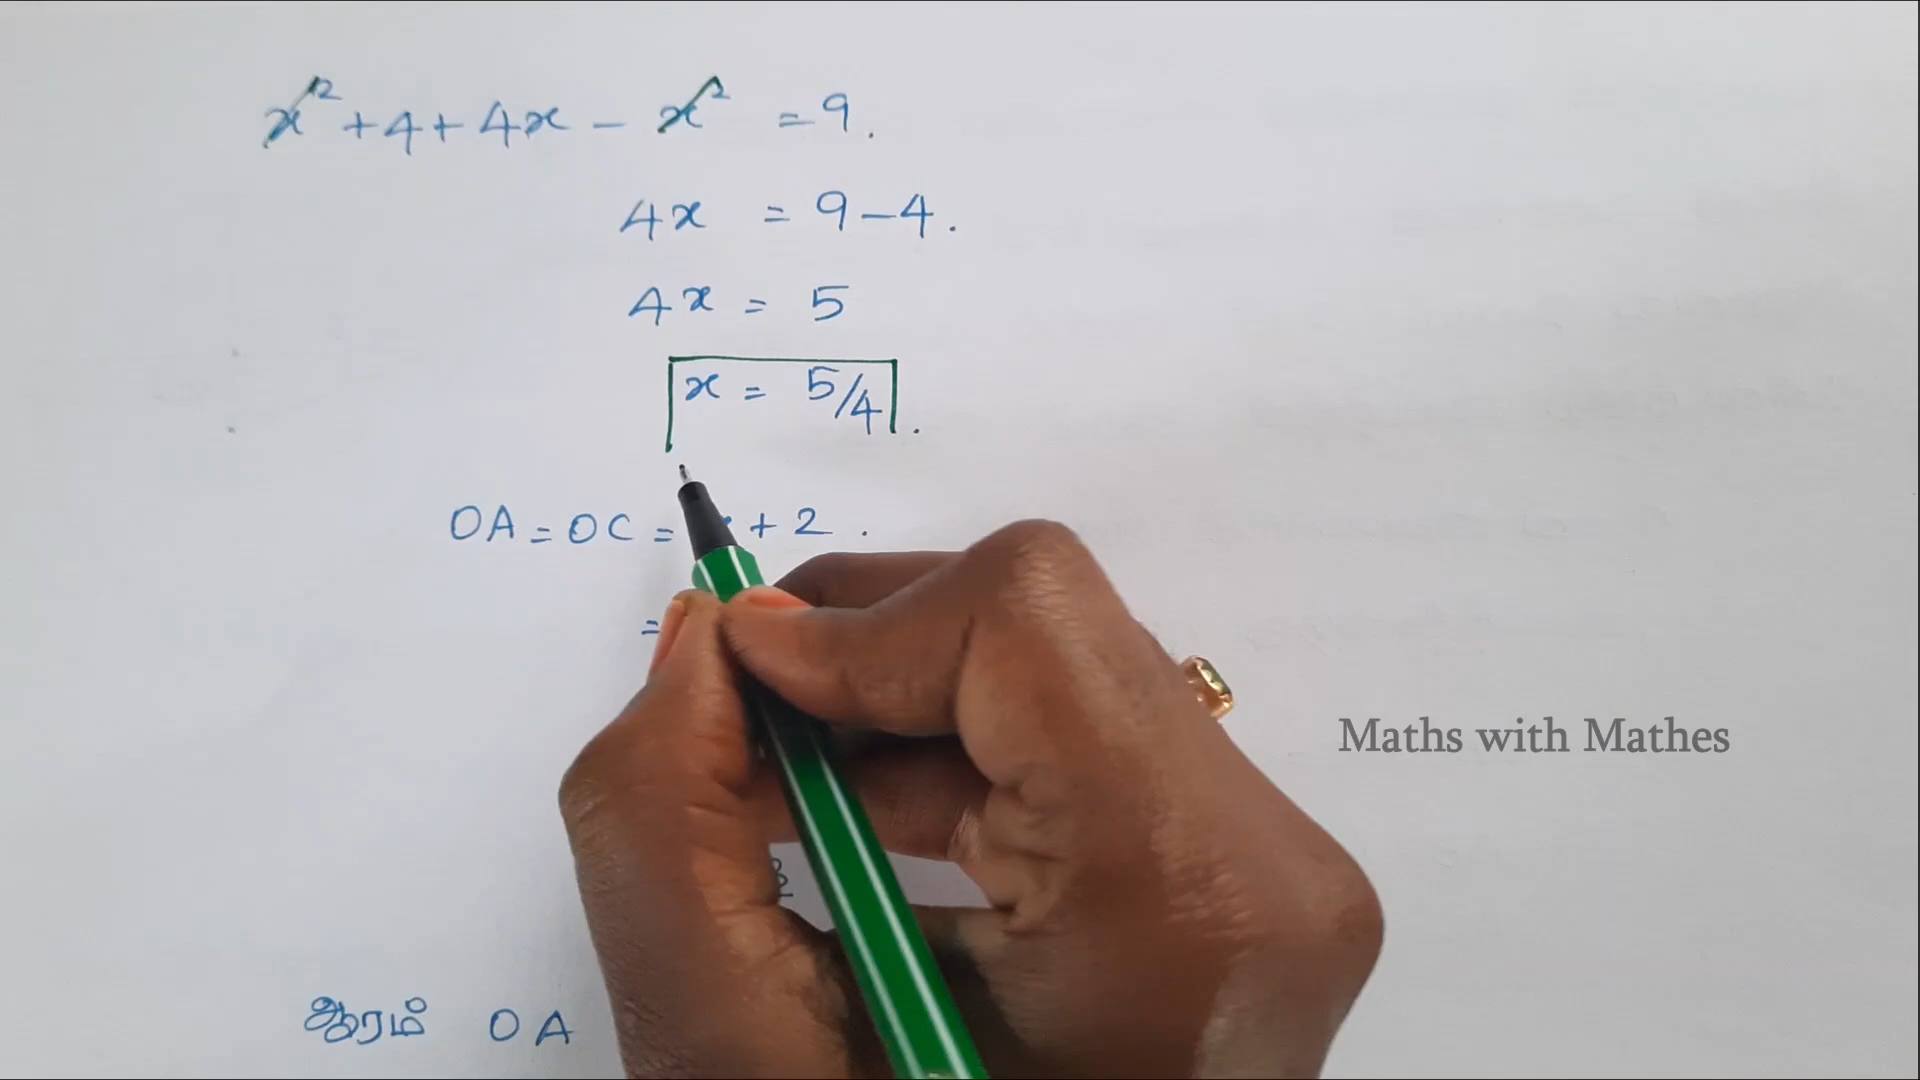 x² + 4 + 4x - x² = 9.
4x = 9 - 4.
4x = 5
x = 5/4.
OA = OC = + 2.
=
Maths with Mathes
ஆரம் OA